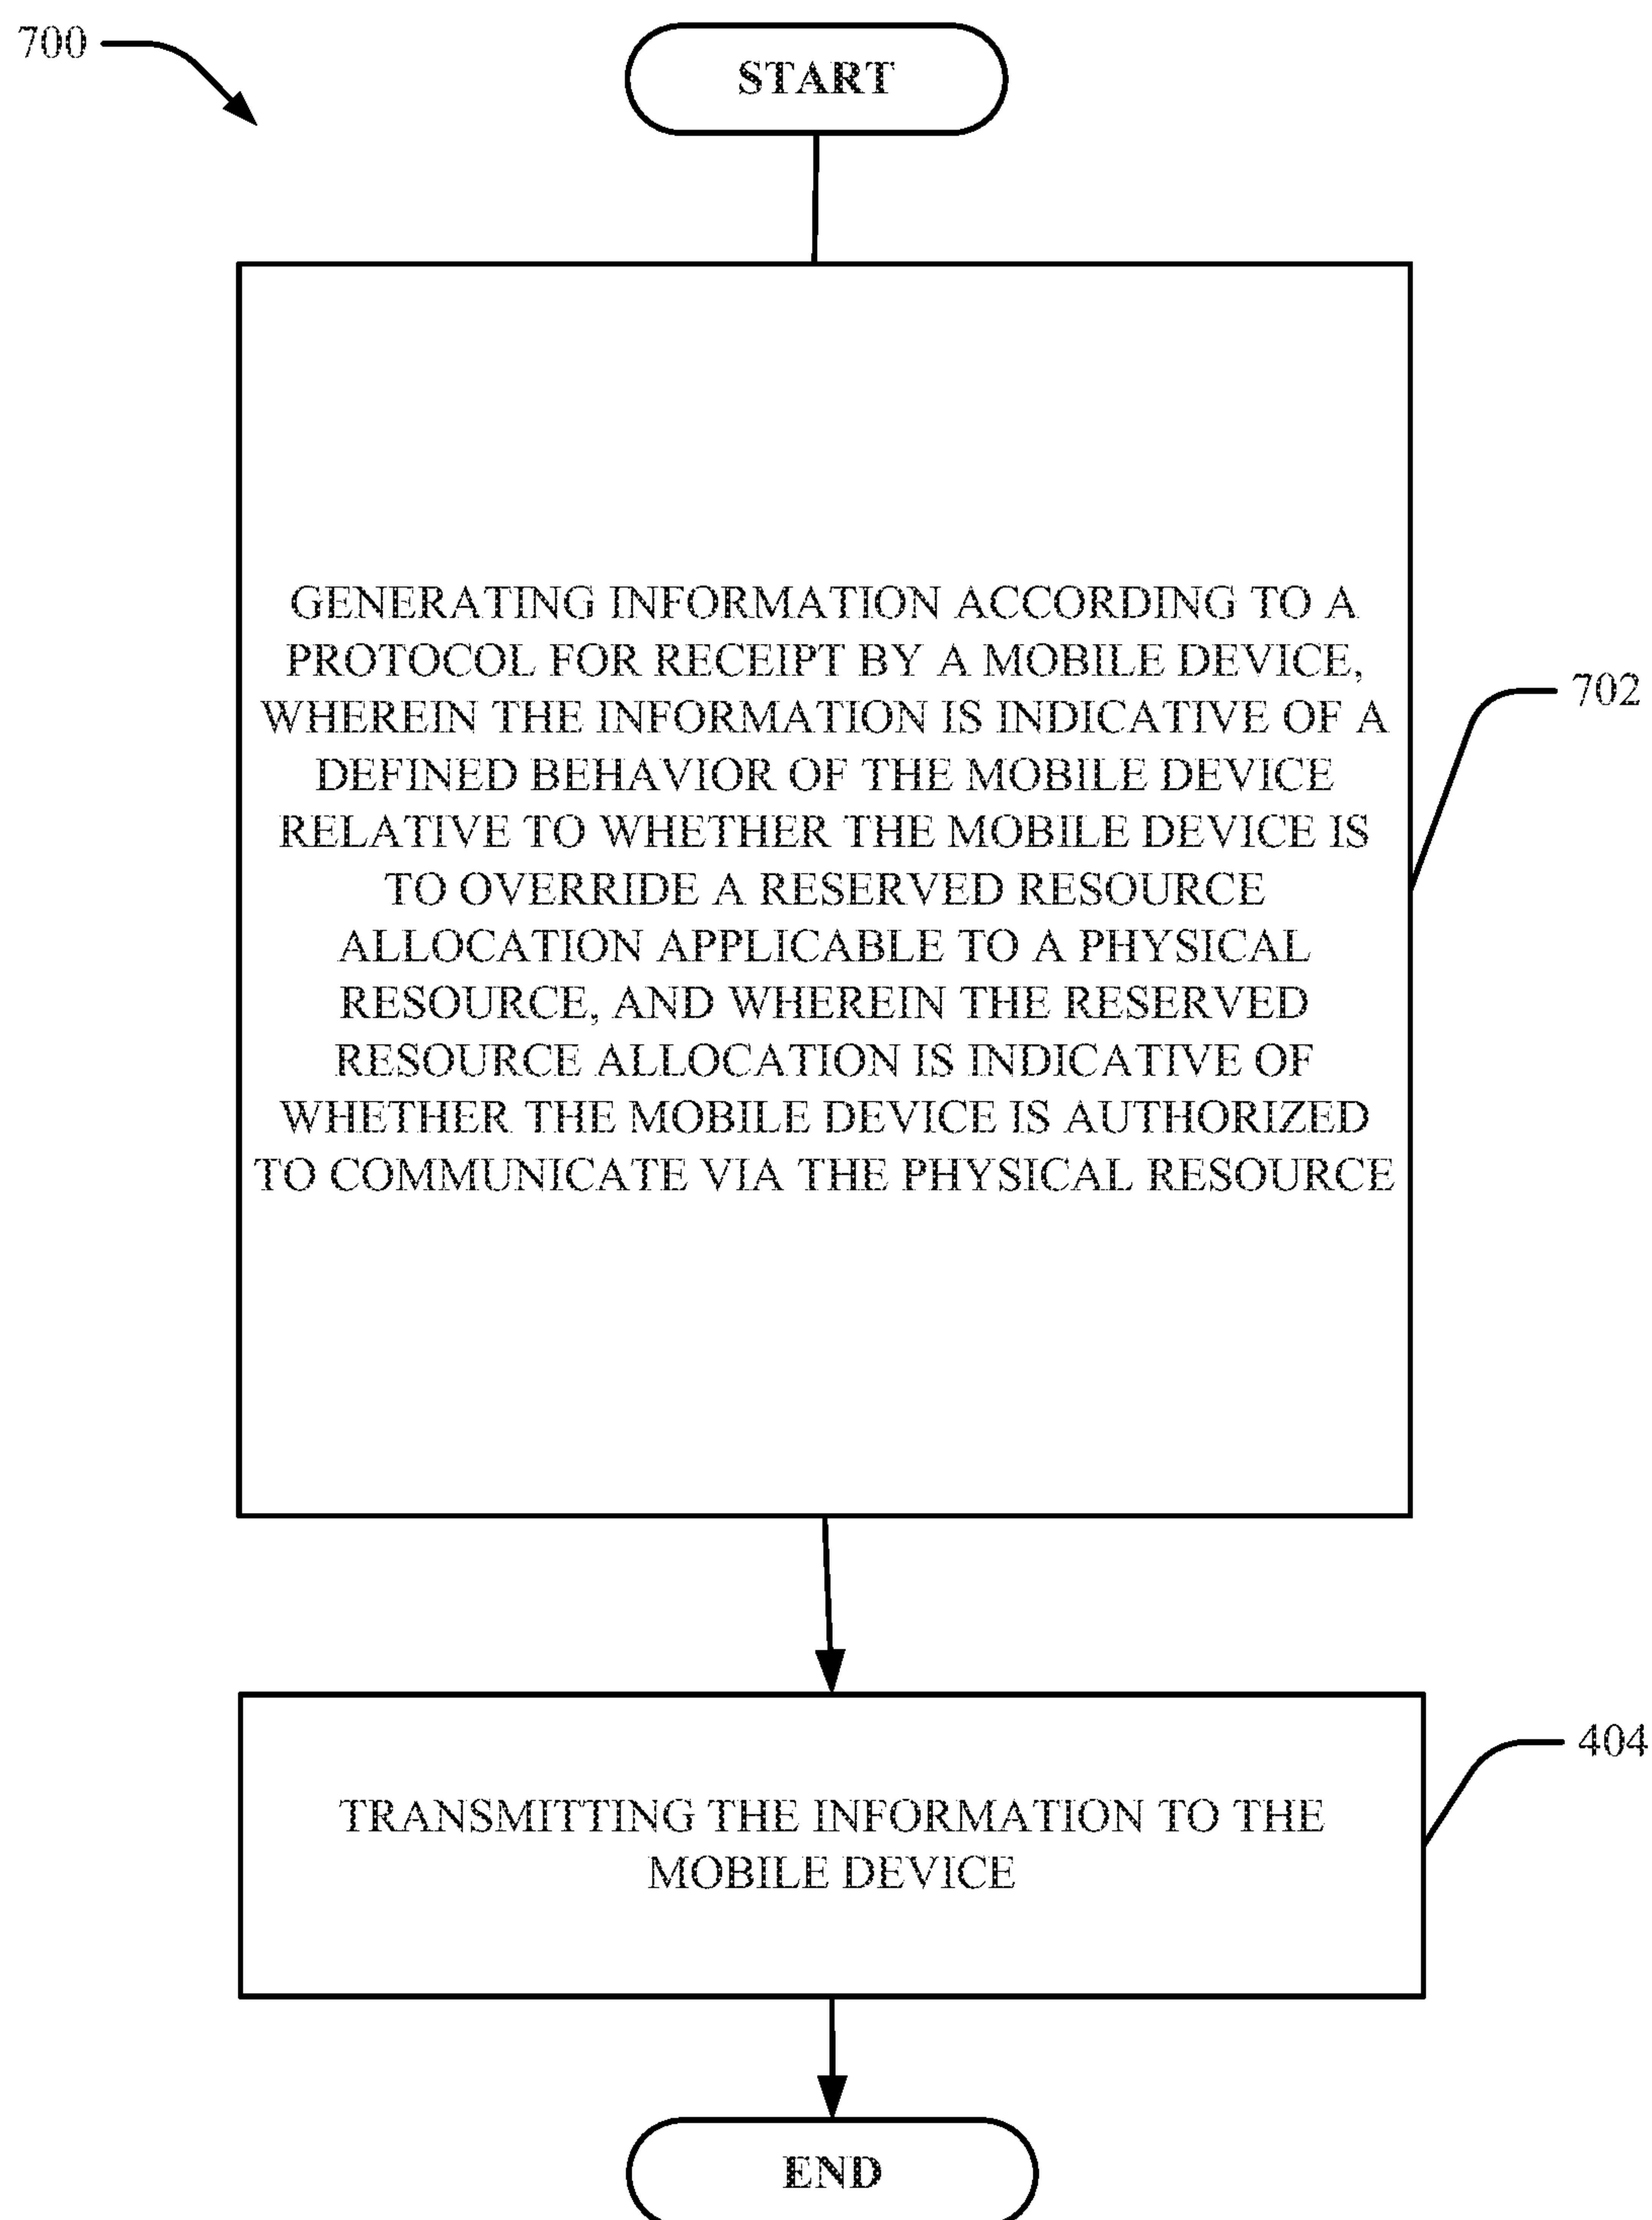 700
START
GENERATING INFORMATION ACCORDING TO A
PROTOCOL FOR RECEIPT BY A MOBILE DEVICE,
WHEREIN THE INFORMATION IS INDICATIVE OF A
DEFINED BEHAVIOR OF THE MOBILE DEVICE
RELATIVE TO WHETHER THE MOBILE DEVICE IS
TO OVERRIDE A RESERVED RESOURCE
ALLOCATION APPLICABLE TO A PHYSICAL
RESOURCE, AND WHEREIN THE RESERVED
RESOURCE ALLOCATION IS INDICATIVE OF
WHETHER THE MOBILE DEVICE IS AUTHORIZED
TO COMMUNICATE VIA THE PHYSICAL RESOURCE
702
TRANSMITTING THE INFORMATION TO THE
MOBILE DEVICE
404
END